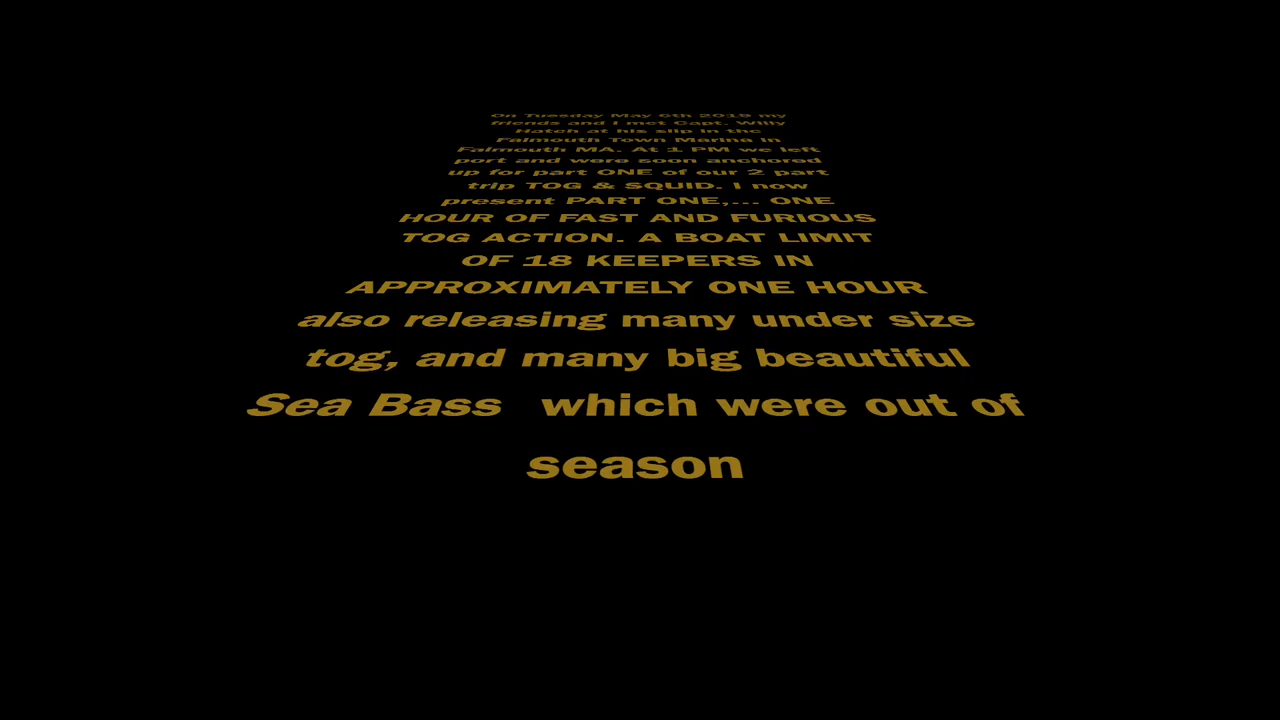 On Tuesday May 6th 2019 my
friends and I met Capt. Willy
Hatch at his slip in the
Falmouth Town Marina in
Falmouth MA. At 1 PM we left
port and were soon anchored
up for part ONE of our 2 part
trip TOG & SQUID. I now
present PART ONE,... ONE
HOUR OF FAST AND FURIOUS
TOG ACTION. A BOAT LIMIT
OF 18 KEEPERS IN
APPROXIMATELY ONE HOUR
also releasing many under size
tog, and many big beautiful
Sea Bass which were out of
season